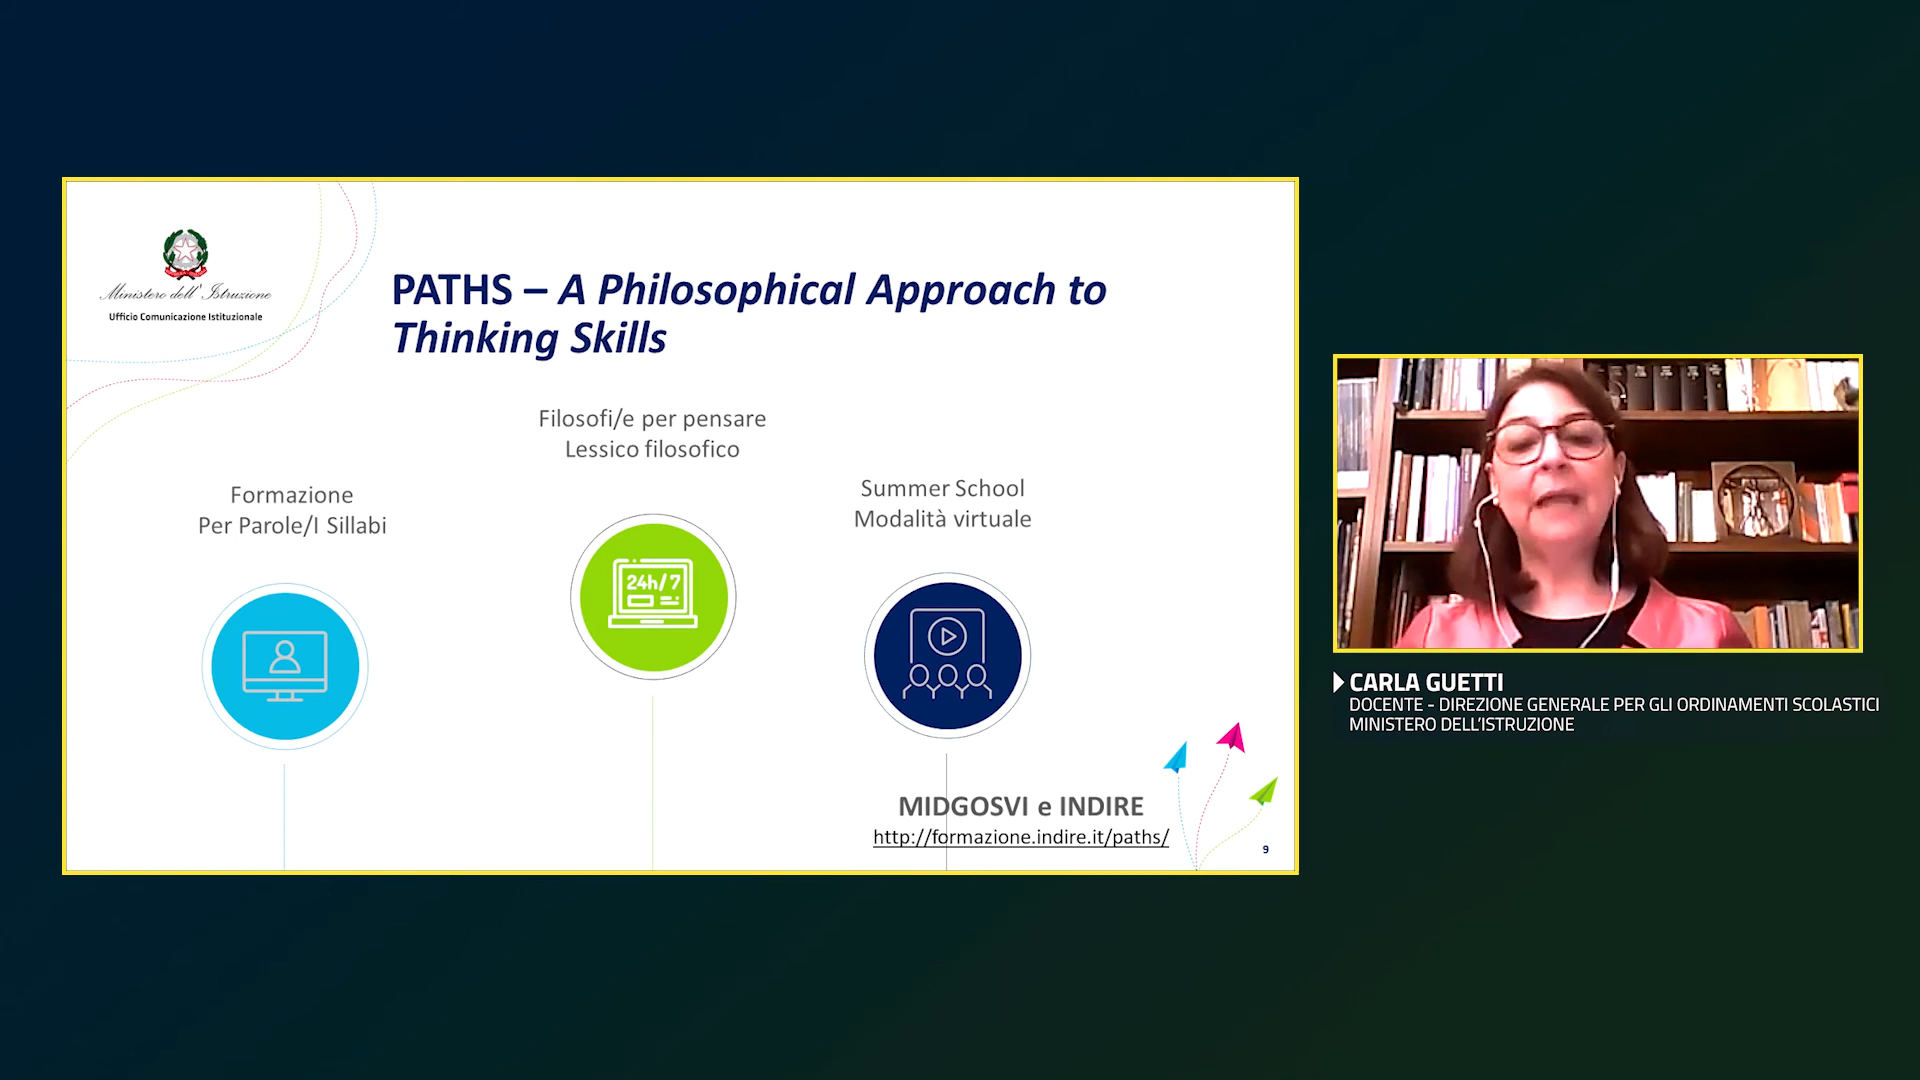 Ministero dell'Istruzione
Ufficio Comunicazione Istituzionale
PATHS – A Philosophical Approach to
Thinking Skills
Filosofi/e per pensare
Lessico filosofico
Formazione
Per Parole/I Sillabi
Summer School
Modalità virtuale
24h/7
MIDGOSVI e INDIRE
http://formazione.indire.it/paths/
9
CARLA GUETTI
DOCENTE - DIREZIONE GENERALE PER GLI ORDINAMENTI SCOLASTICI
MINISTERO DELL'ISTRUZIONE